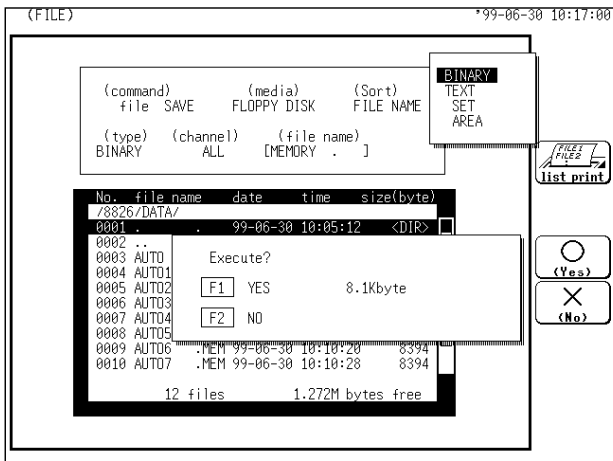 (FILE) '99-06-30 10:17:00
BINARY
TEXT
SET
AREA
(command) (media) (Sort)
file SAVE FLOPPY DISK FILE NAME
(type) (channel) (file name)
BINARY ALL [MEMORY . ]
FILE1
FILE2
list print
No. file name date time size(byte)
/8826/DATA/
0001 . . 99-06-30 10:05:12 <DIR>
0002 ..
0003 AUTO
0004 AUTO1
0005 AUTO2
0006 AUTO3
0007 AUTO4
0008 AUTO5
0009 AUTO6 .MEM 99-06-30 10:10:20 8394
0010 AUTO7 .MEM 99-06-30 10:10:28 8394
12 files 1.272M bytes free
Execute?
F1 YES 8.1Kbyte
F2 NO
(Yes)
(No)